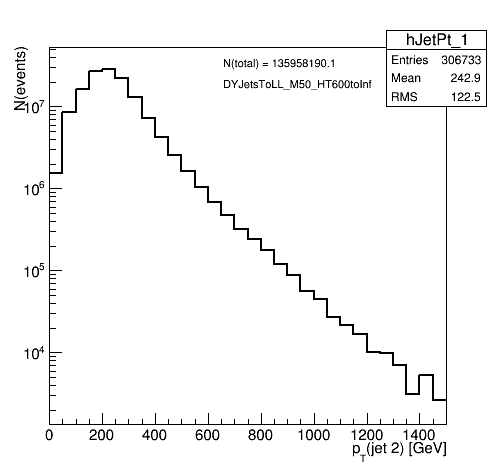 hJetPt_1
Entries 306733
Mean 242.9
RMS 122.5
N(total) = 135958190.1
DYJetsToLL_M50_HT600toInf
N(events)
10^7
10^6
10^5
10^4
0 200 400 600 800 1000 1200 1400
p_T(jet 2) [GeV]